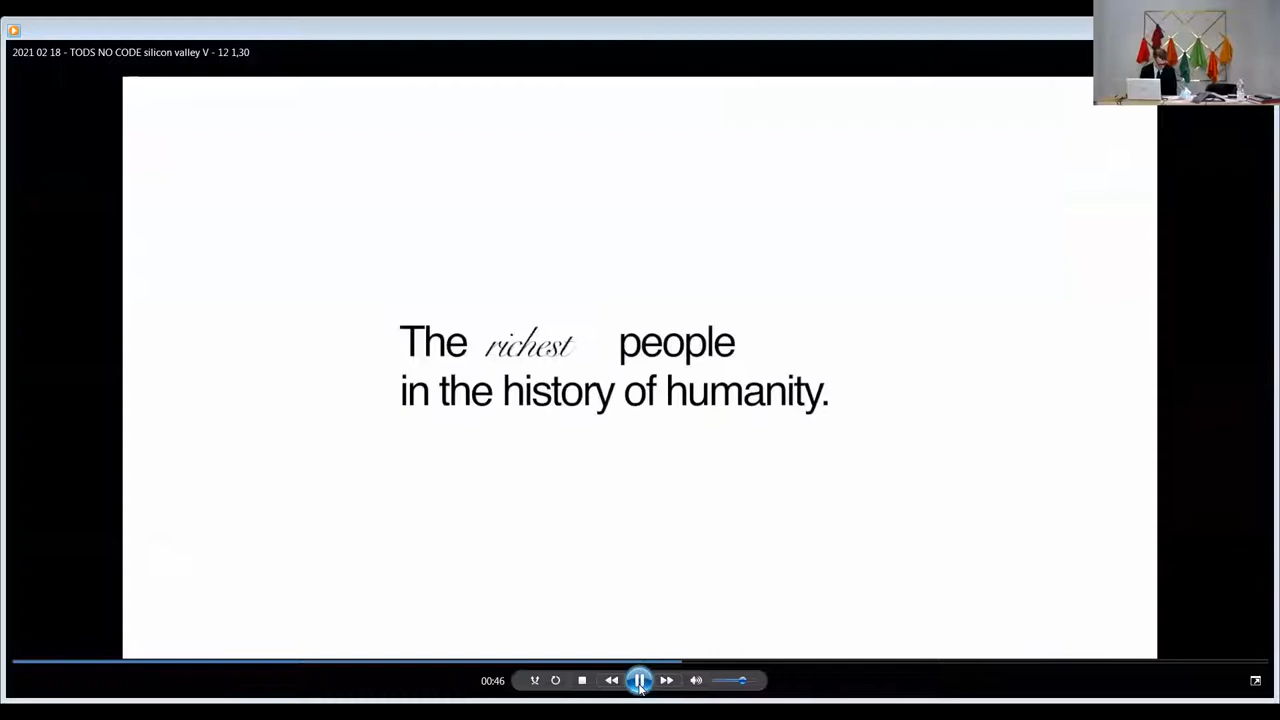 2021 02 18 - TODS NO CODE silicon valley V - 12 1,30
The richest people
in the history of humanity.
00:46